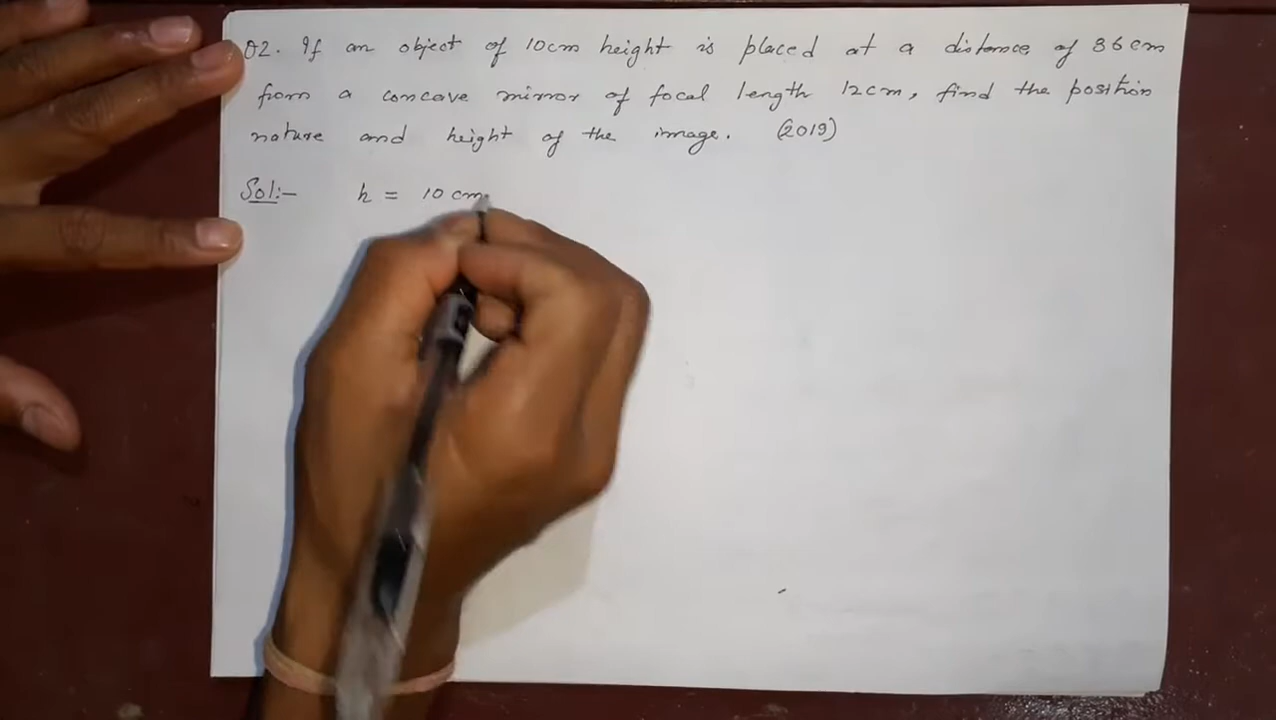 Q2. If an object of 10cm height is placed at a distance of 36cm
from a concave mirror of focal length 12cm, find the position
nature and height of the image. (2019)
Sol:- h = 10 cm